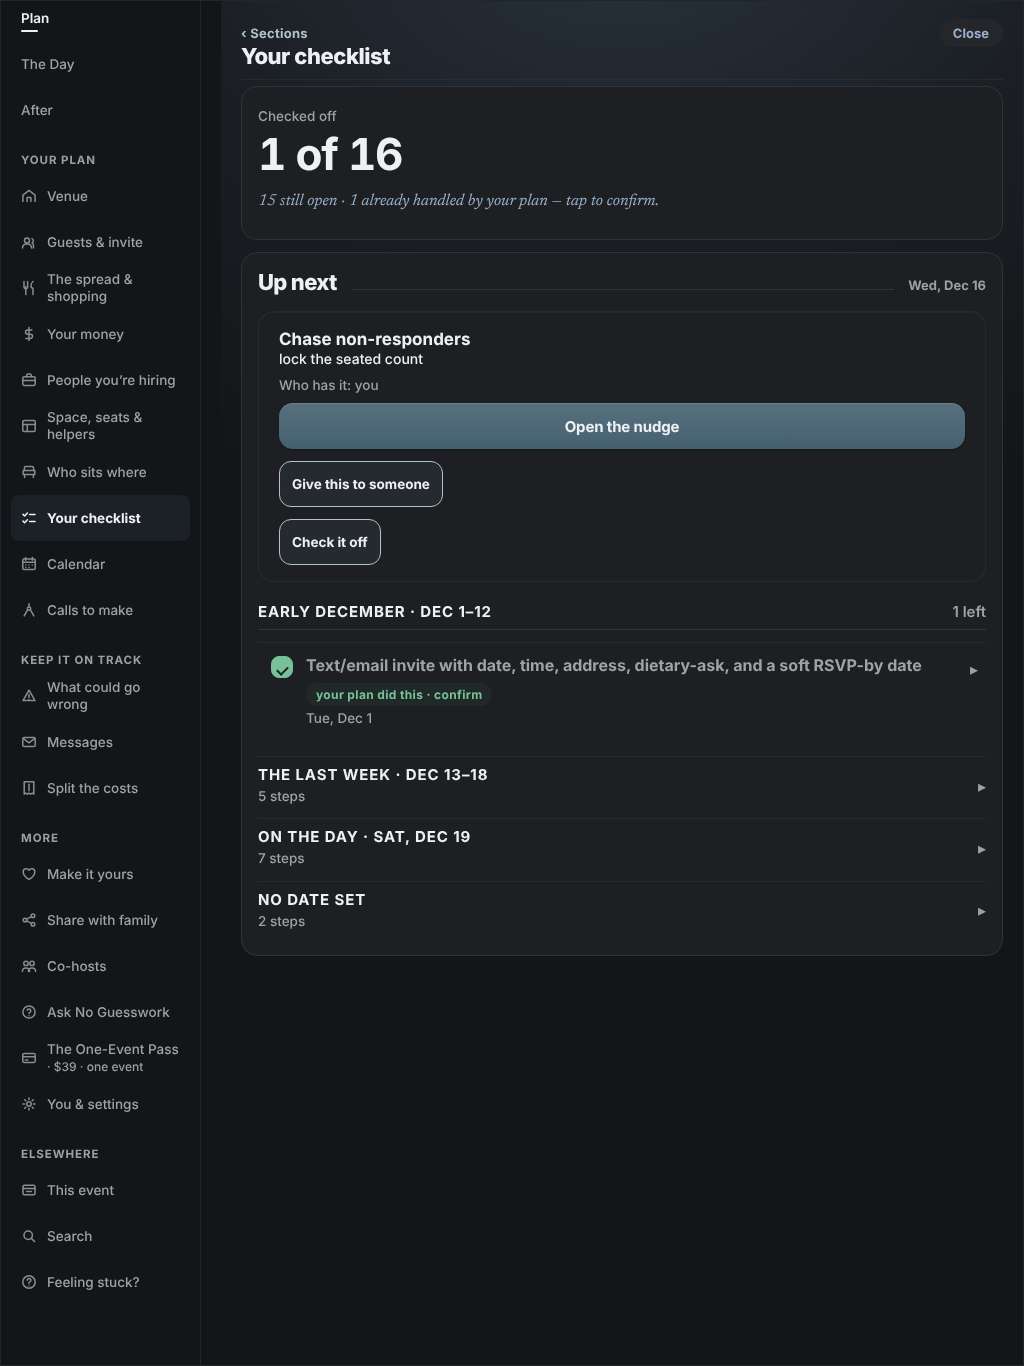 Plan
The Day
After
YOUR PLAN
Venue
Guests & invite
The spread &
shopping
Your money
People you’re hiring
Space, seats &
helpers
Who sits where
Your checklist
Calendar
Calls to make
KEEP IT ON TRACK
What could go
wrong
Messages
Split the costs
MORE
Make it yours
Share with family
Co-hosts
Ask No Guesswork
The One-Event Pass
· $39 · one event
You & settings
ELSEWHERE
This event
Search
Feeling stuck?
‹ Sections
Close
Your checklist
Checked off
1 of 16
15 still open · 1 already handled by your plan — tap to confirm.
Up next
Wed, Dec 16
Chase non-responders
lock the seated count
Who has it: you
Open the nudge
Give this to someone
Check it off
EARLY DECEMBER · DEC 1–12
1 left
Text/email invite with date, time, address, dietary-ask, and a soft RSVP-by date
your plan did this · confirm
Tue, Dec 1
THE LAST WEEK · DEC 13–18
5 steps
ON THE DAY · SAT, DEC 19
7 steps
NO DATE SET
2 steps